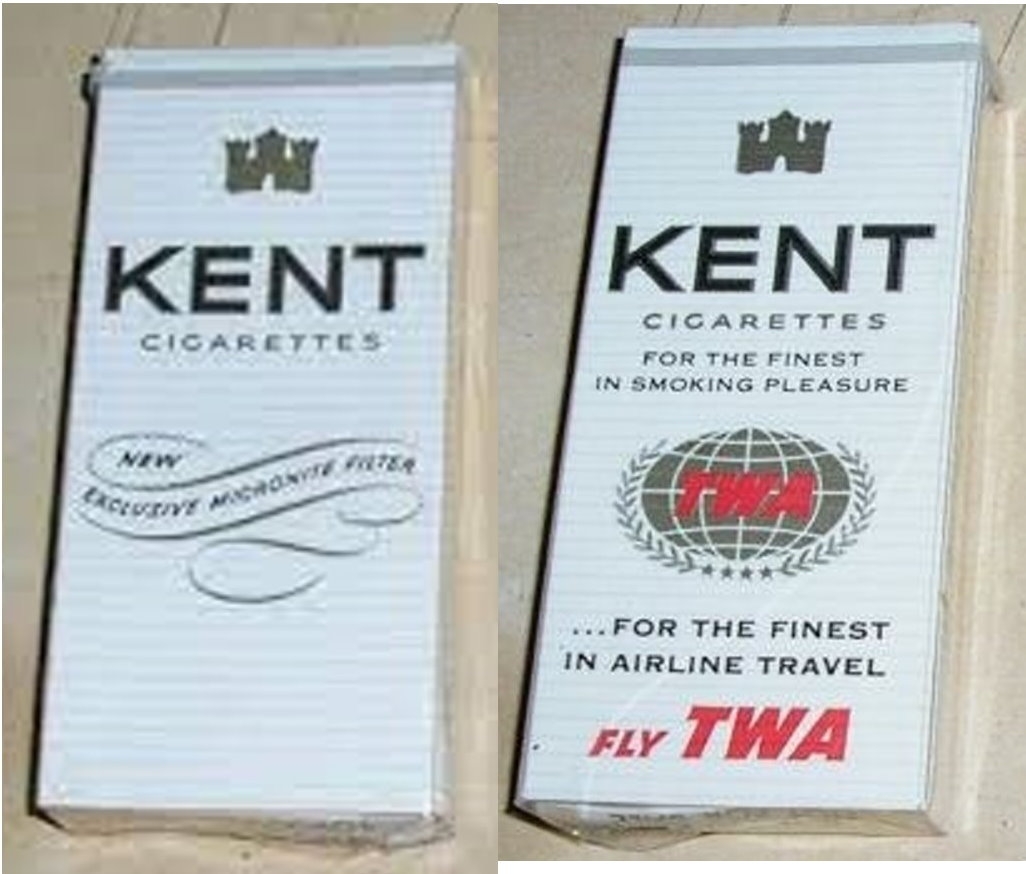 KENT
CIGARETTES
NEW
EXCLUSIVE MICRONITE FILTER
KENT
CIGARETTES
FOR THE FINEST
IN SMOKING PLEASURE
TWA
...FOR THE FINEST
IN AIRLINE TRAVEL
FLY TWA